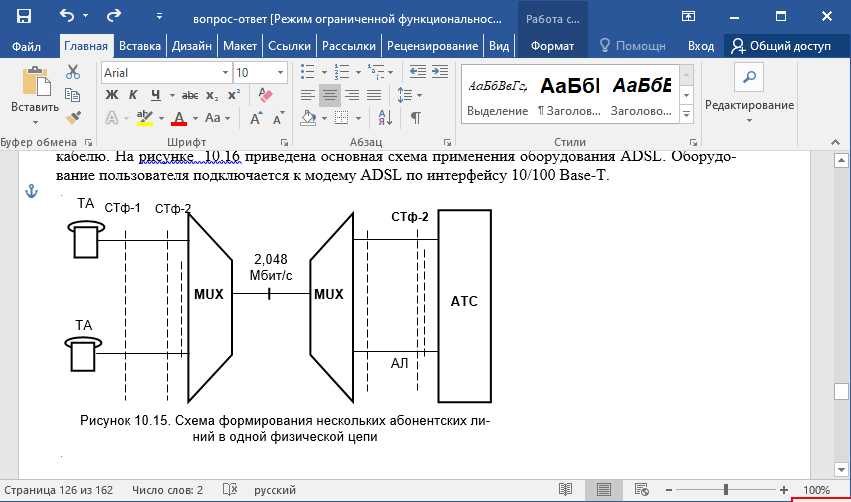 вопрос-ответ [Режим ограниченной функциональнос...
Работа с...
Файл
Главная
Вставка
Дизайн
Макет
Ссылки
Рассылки
Рецензирование
Вид
Формат
Помощн
Вход
Общий доступ
Вставить
Arial
10
Ж К Ч abc x₂ x²
A ab A Aa A A
АаБбВвГг,
АаБбІ
АаБбЕ
Выделение
¶ Заголов...
Заголово...
Редактирование
Буфер обмена
Шрифт
Абзац
Стили
кабелю. На рисунке 10.16 приведена основная схема применения оборудования ADSL. Оборудо-
вание пользователя подключается к модему ADSL по интерфейсу 10/100 Base-T.
ТА
СТф-1
СТф-2
СТф-2
2,048
Мбит/с
MUX
MUX
АТС
ТА
АЛ
Рисунок 10.15. Схема формирования нескольких абонентских ли-
ний в одной физической цепи
Страница 126 из 162
Число слов: 2
русский
100%